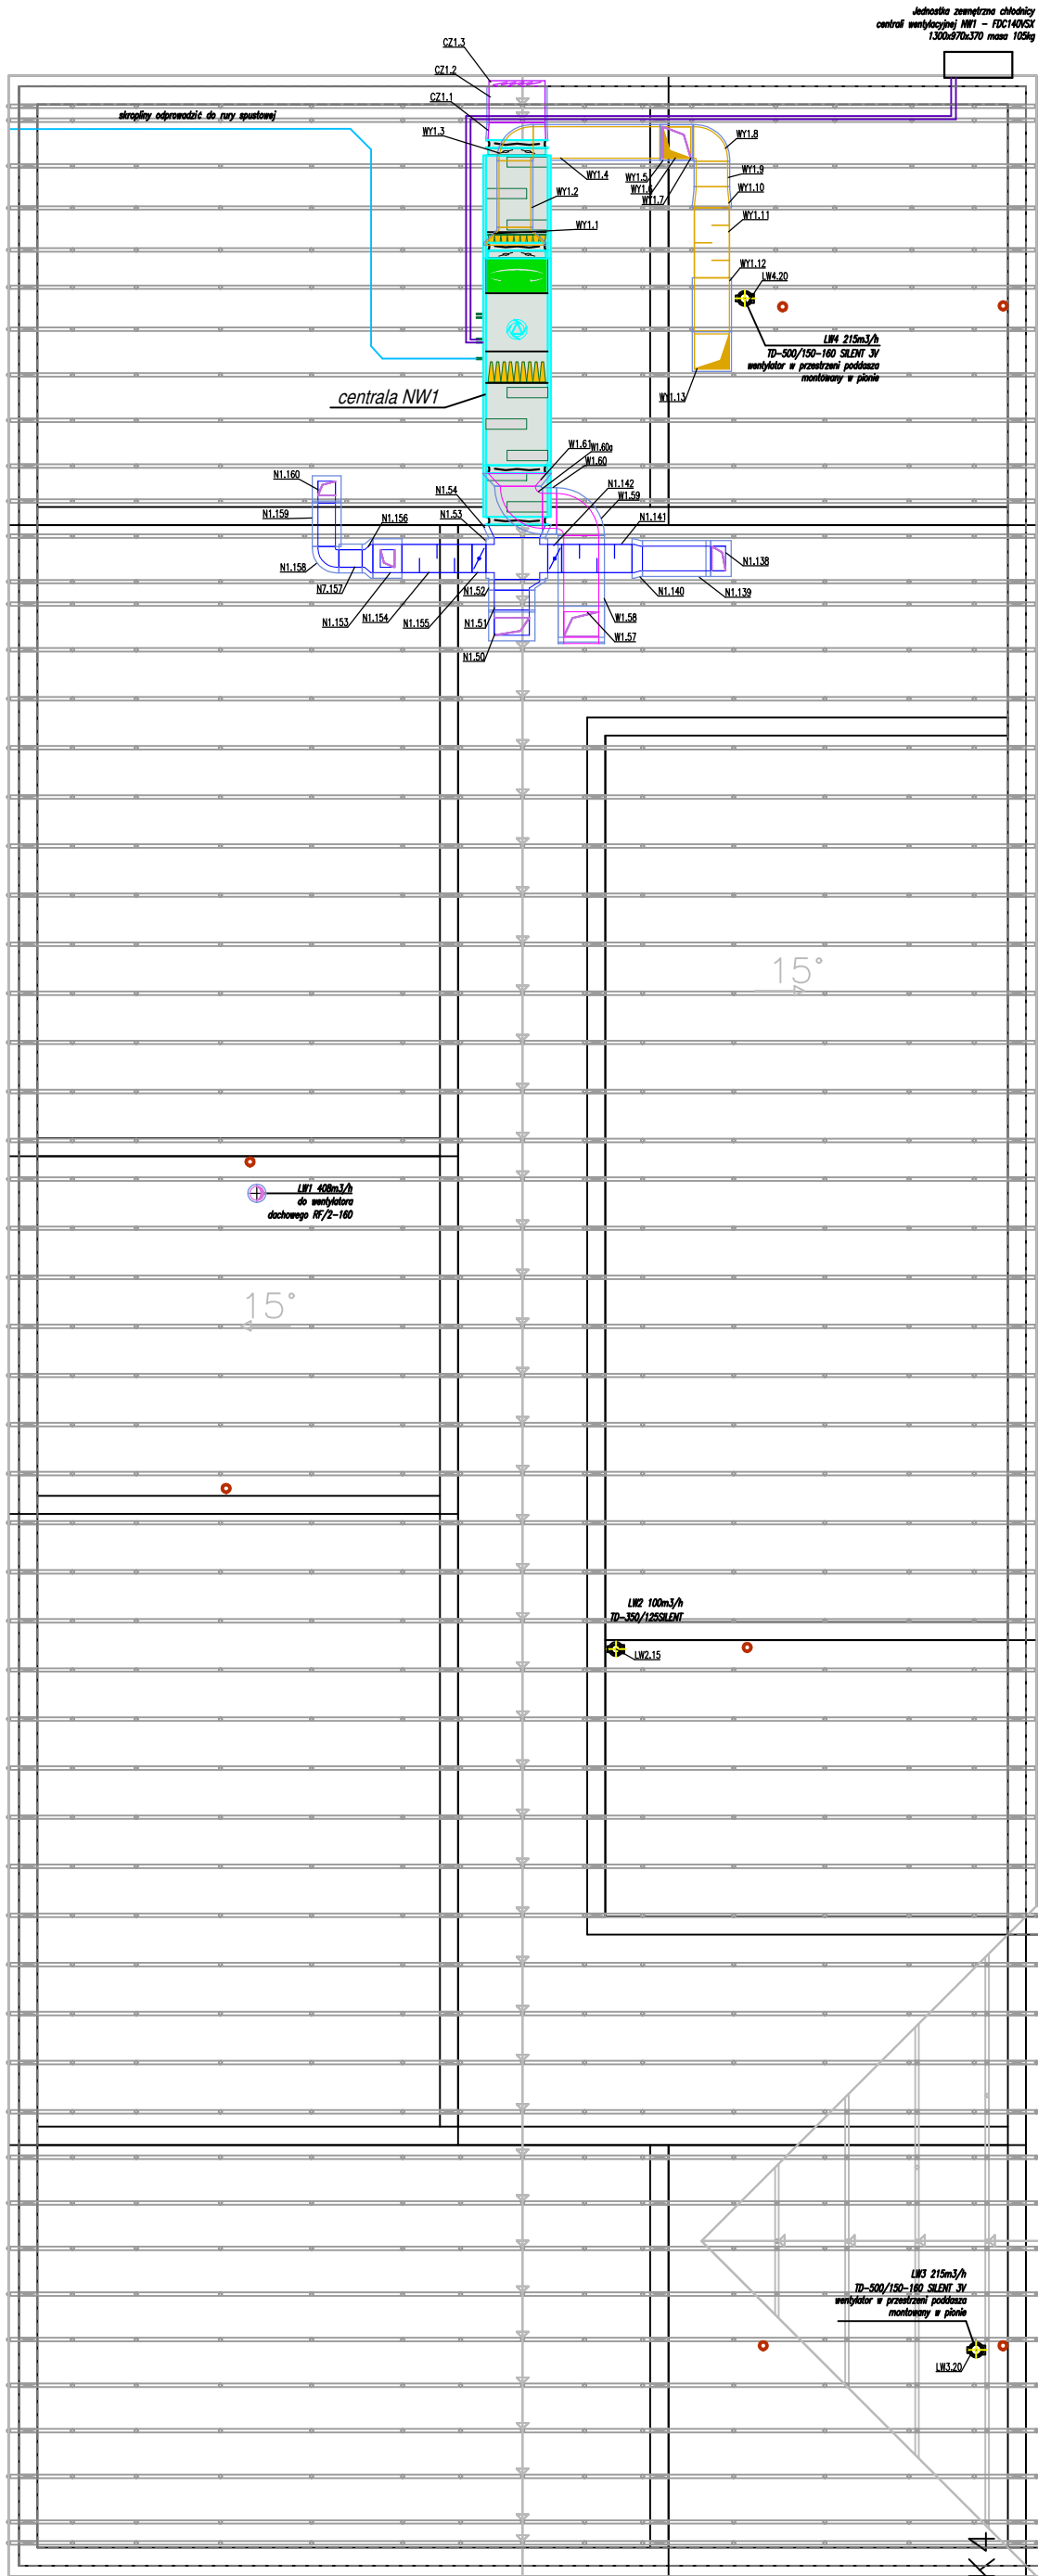 Jednostka zewnętrzna chłodnicy
centrali wentylacyjnej NW1 - FDC140VSX
1300x970x370 masa 105kg
CZ1.3
CZ1.2
CZ1.1
skropliny odprowadzić do rury spustowej
WY1.3
WY1.8
WY1.4
WY1.5
WY1.6
WY1.7
WY1.9
WY1.10
WY1.2
WY1.11
WY1.1
WY1.12
LW4.20
LW4 215m3/h
TD-500/150-160 SILENT 3V
wentylator w przestrzeni poddasza
montowany w pionie
centrala NW1
WY1.13
W1.61
W1.60a
W1.60
N1.160
N1.142
N1.54
W1.59
N1.159
N1.53
N1.156
N1.141
N1.158
N1.138
N7.157
N1.52
N1.140
N1.139
N1.153
N1.154
N1.155
N1.51
W1.58
W1.57
N1.50
15°
LW1 408m3/h
do wentylatora
dachowego RF/2-160
15°
LW2 100m3/h
TD-350/125SILENT
LW2.15
LW3 215m3/h
TD-500/150-160 SILENT 3V
wentylator w przestrzeni poddasza
montowany w pionie
LW3.20